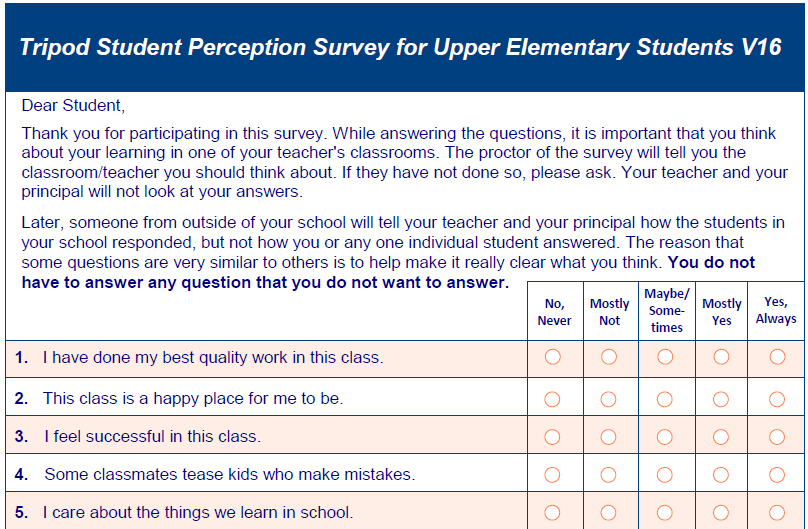 Tripod Student Perception Survey for Upper Elementary Students V16
Dear Student,
Thank you for participating in this survey. While answering the questions, it is important that you think
about your learning in one of your teacher's classrooms. The proctor of the survey will tell you the
classroom/teacher you should think about. If they have not done so, please ask. Your teacher and your
principal will not look at your answers.
Later, someone from outside of your school will tell your teacher and your principal how the students in
your school responded, but not how you or any one individual student answered. The reason that
some questions are very similar to others is to help make it really clear what you think. You do not
have to answer any question that you do not want to answer.
No,
Never
Mostly
Not
Maybe/
Some-
times
Mostly
Yes
Yes,
Always
1. I have done my best quality work in this class.
2. This class is a happy place for me to be.
3. I feel successful in this class.
4. Some classmates tease kids who make mistakes.
5. I care about the things we learn in school.